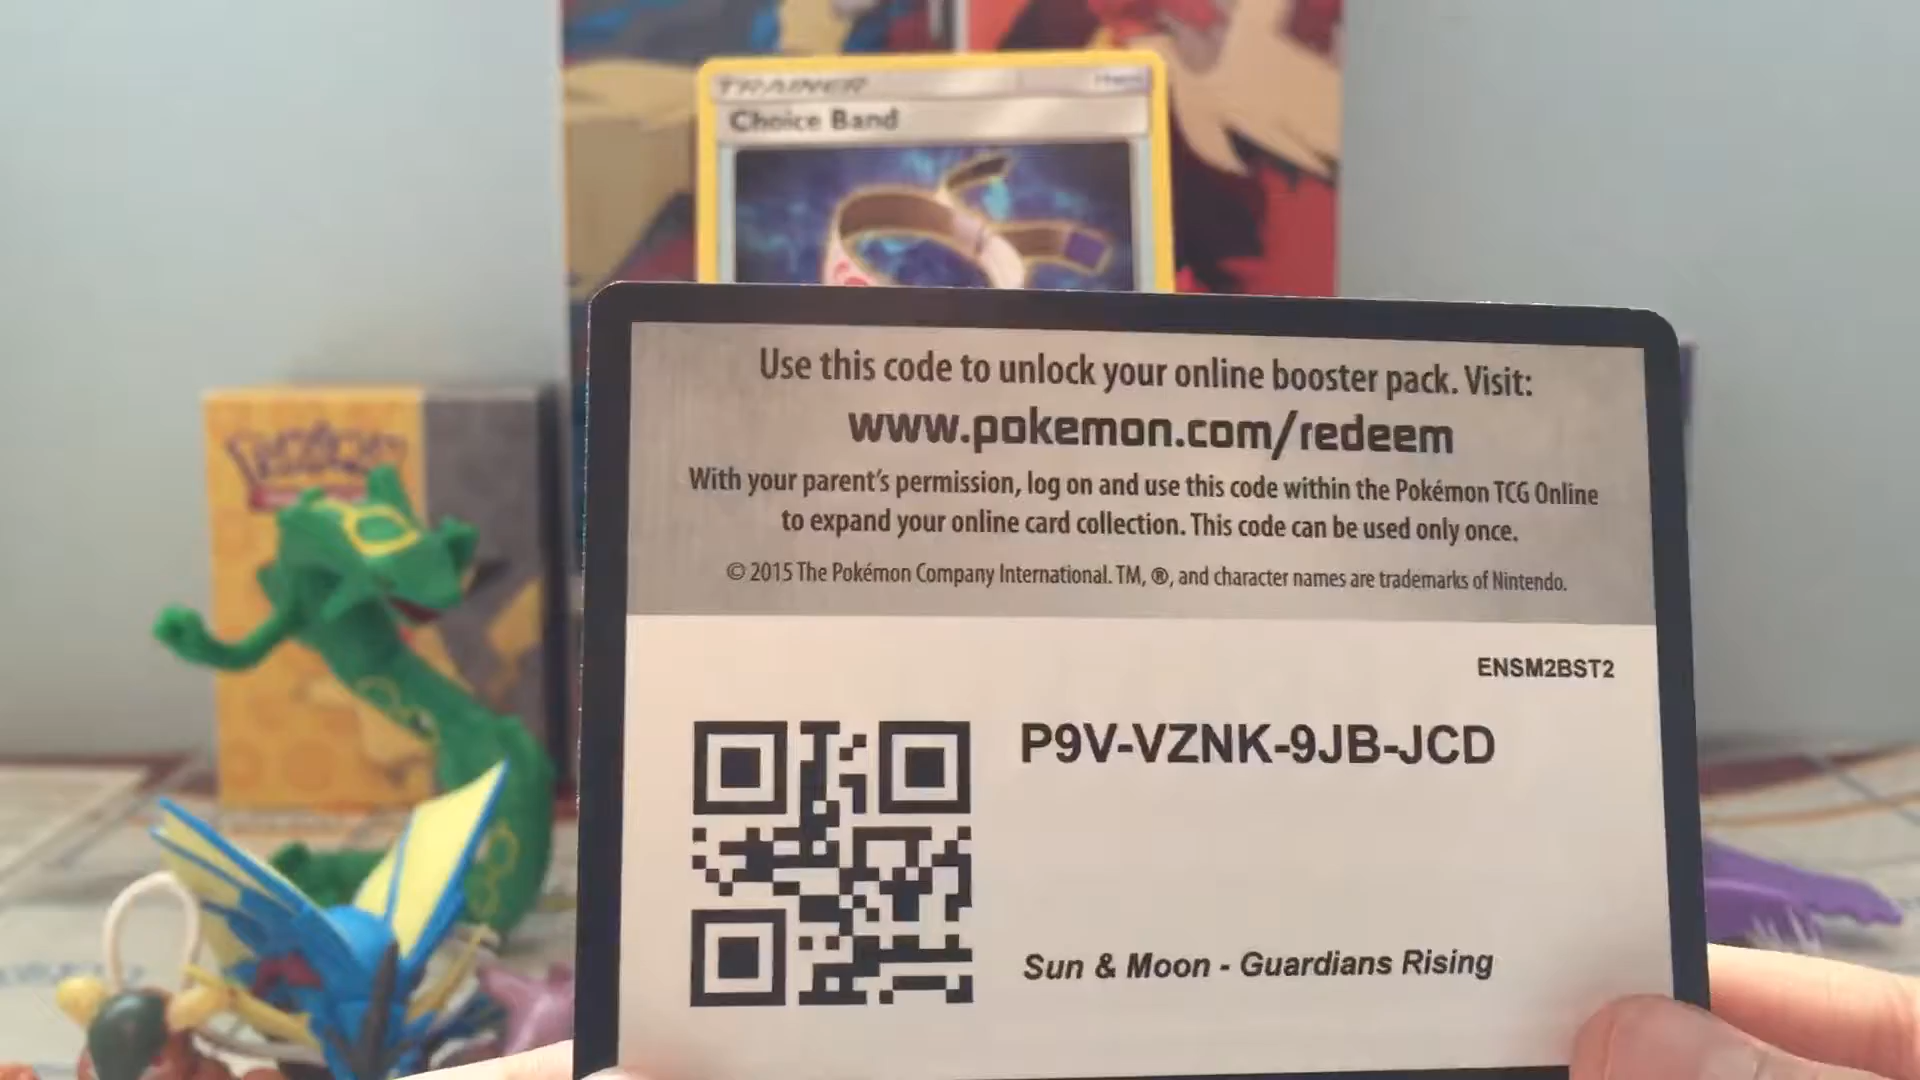 TRAINER
Choice Band
Use this code to unlock your online booster pack. Visit:
www.pokemon.com/redeem
With your parent's permission, log on and use this code within the Pokémon TCG Online
to expand your online card collection. This code can be used only once.
© 2015 The Pokémon Company International. TM, ®, and character names are trademarks of Nintendo.
ENSM2BST2
P9V-VZNK-9JB-JCD
Sun & Moon - Guardians Rising
Pokémon